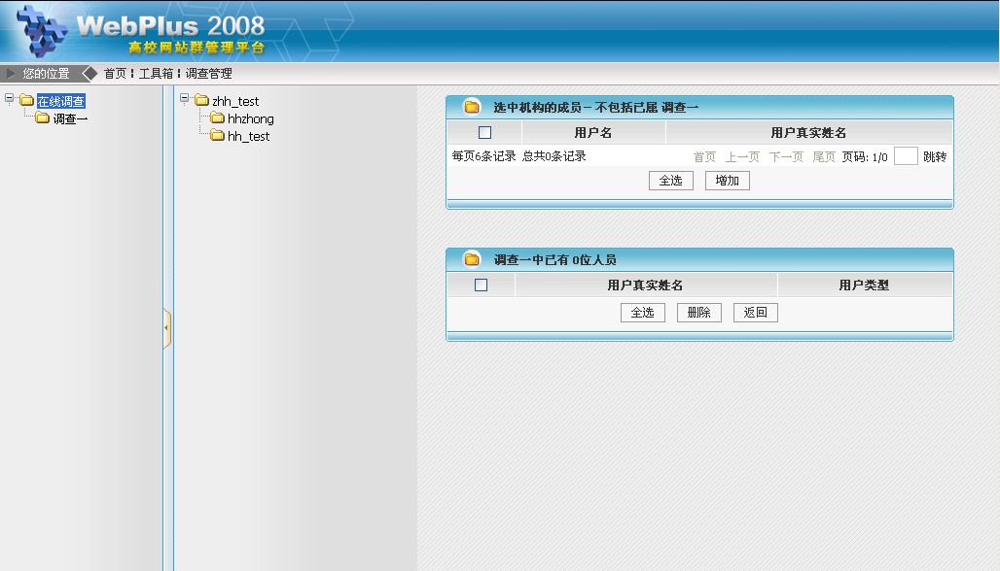 WebPlus 2008
高校网站群管理平台
您的位置 首页 ¦ 工具箱 ¦ 调查管理
在线调查
调查一
zhh_test
hhzhong
hh_test
选中机构的成员－不包括已属 调查一
用户名 用户真实姓名
每页6条记录 总共0条记录 首页 上一页 下一页 尾页 页码: 1/0 跳转
全选 增加
调查一中已有 0位人员
用户真实姓名 用户类型
全选 删除 返回